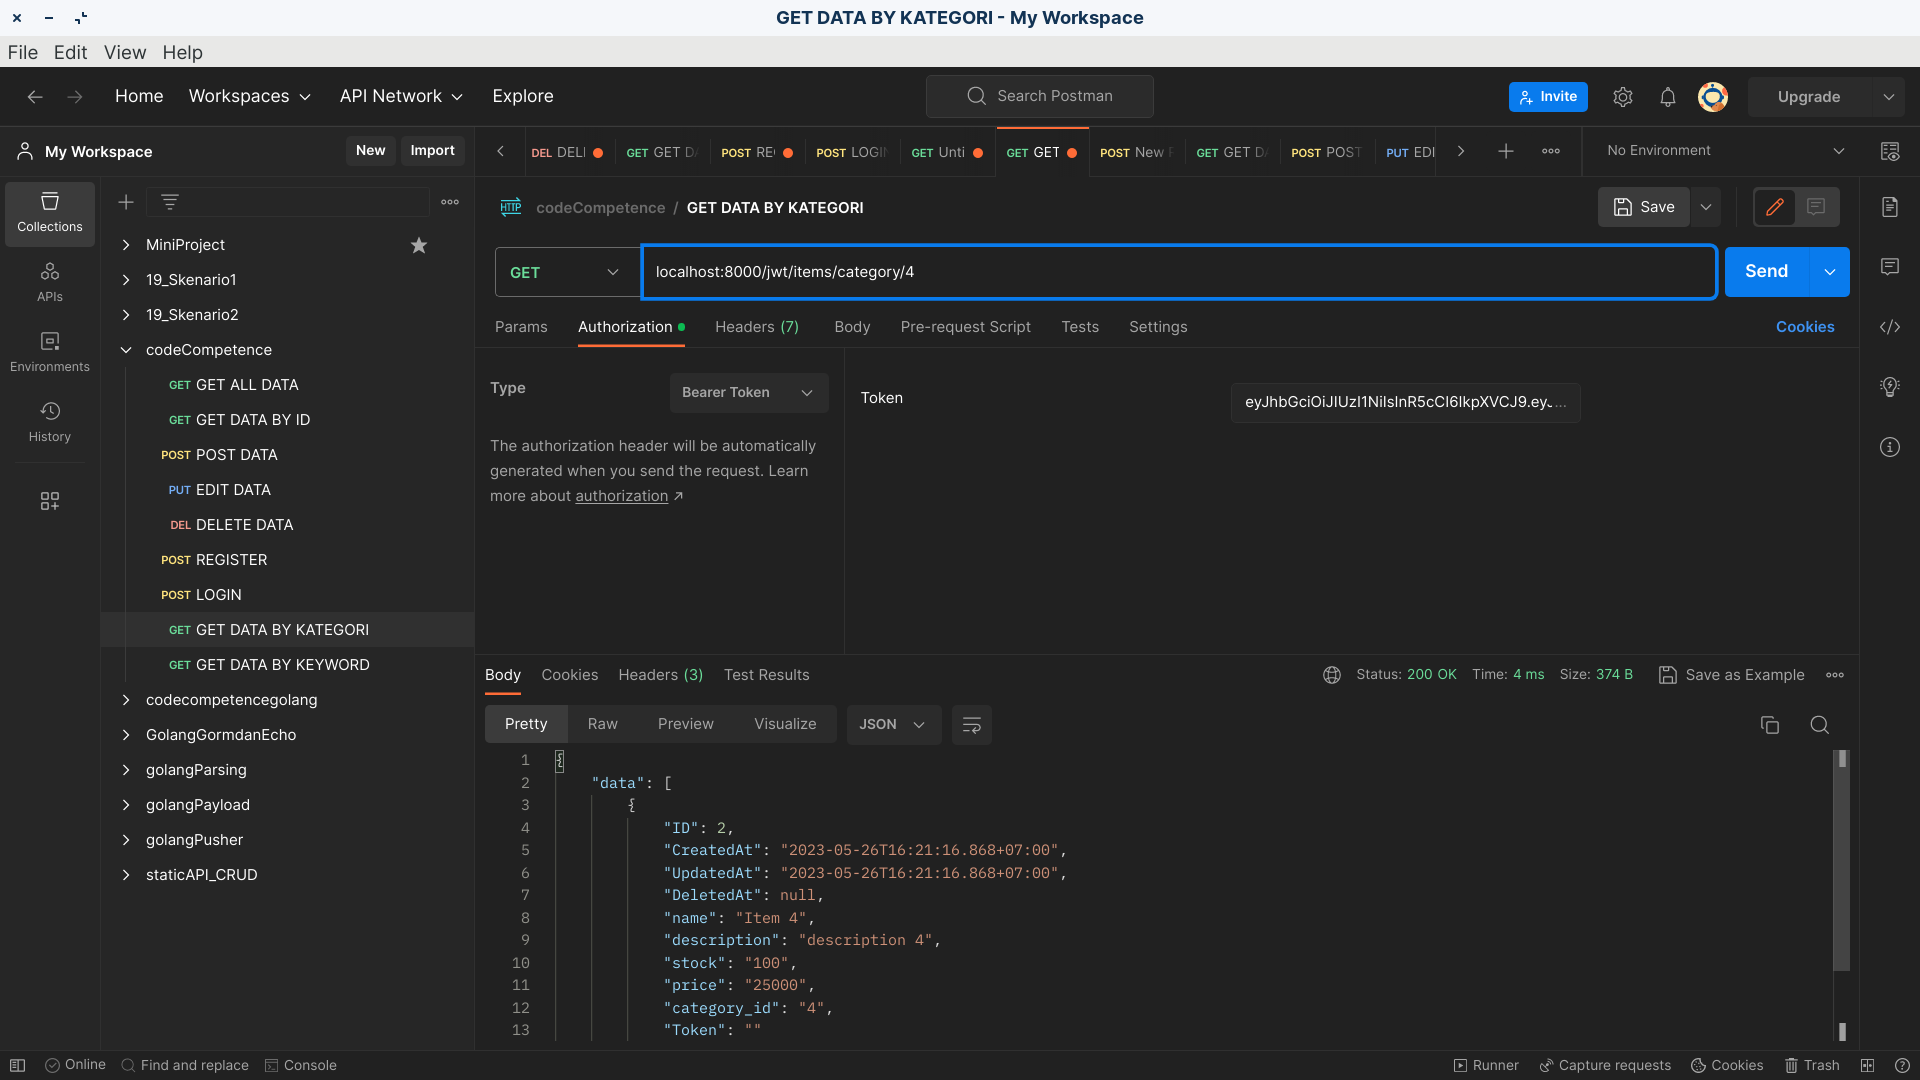 GET DATA BY KATEGORI - My Workspace
File Edit View Help
Home Workspaces API Network Explore
Search Postman
Invite
Upgrade
My Workspace
New Import
DEL DELI
GET GET DA
POST RE
POST LOGIN
GET Unti
GET GET
POST New
GET GET DA
POST POST
PUT EDI
No Environment
Collections
APIs
Environments
History
MiniProject
19_Skenario1
19_Skenario2
codeCompetence
GET GET ALL DATA
GET GET DATA BY ID
POST POST DATA
PUT EDIT DATA
DEL DELETE DATA
POST REGISTER
POST LOGIN
GET GET DATA BY KATEGORI
GET GET DATA BY KEYWORD
codecompetencegolang
GolangGormdanEcho
golangParsing
golangPayload
golangPusher
staticAPI_CRUD
HTTP codeCompetence / GET DATA BY KATEGORI
Save
GET localhost:8000/jwt/items/category/4
Send
Params Authorization Headers (7) Body Pre-request Script Tests Settings
Cookies
Type Bearer Token
The authorization header will be automatically
generated when you send the request. Learn
more about authorization ↗
Token
Body Cookies Headers (3) Test Results
Status: 200 OK Time: 4 ms Size: 374 B
Save as Example
Pretty Raw Preview Visualize JSON
1 {
2 "data": [
3 {
4 "ID": 2,
5 "CreatedAt": "2023-05-26T16:21:16.868+07:00",
6 "UpdatedAt": "2023-05-26T16:21:16.868+07:00",
7 "DeletedAt": null,
8 "name": "Item 4",
9 "description": "description 4",
10 "stock": "100",
11 "price": "25000",
12 "category_id": "4",
13 "Token": ""
Online Find and replace Console
Runner Capture requests Cookies Trash